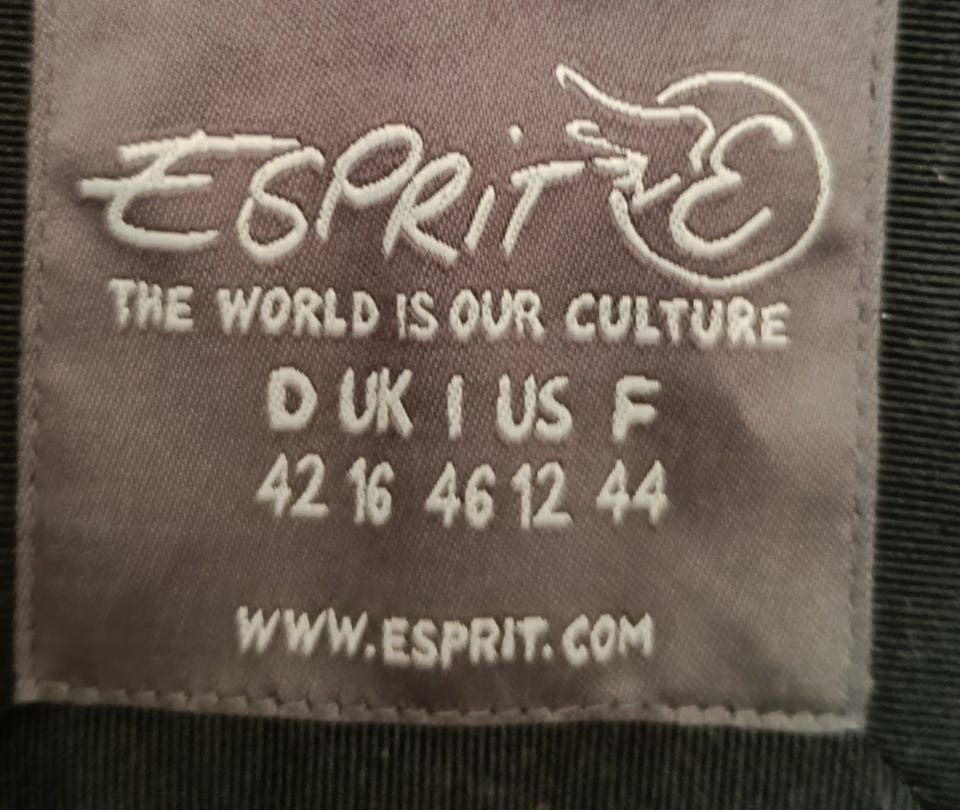 ESPRiT E
THE WORLD IS OUR CULTURE
D UK I US F
42 16 46 12 44
WWW.ESPRIT.COM